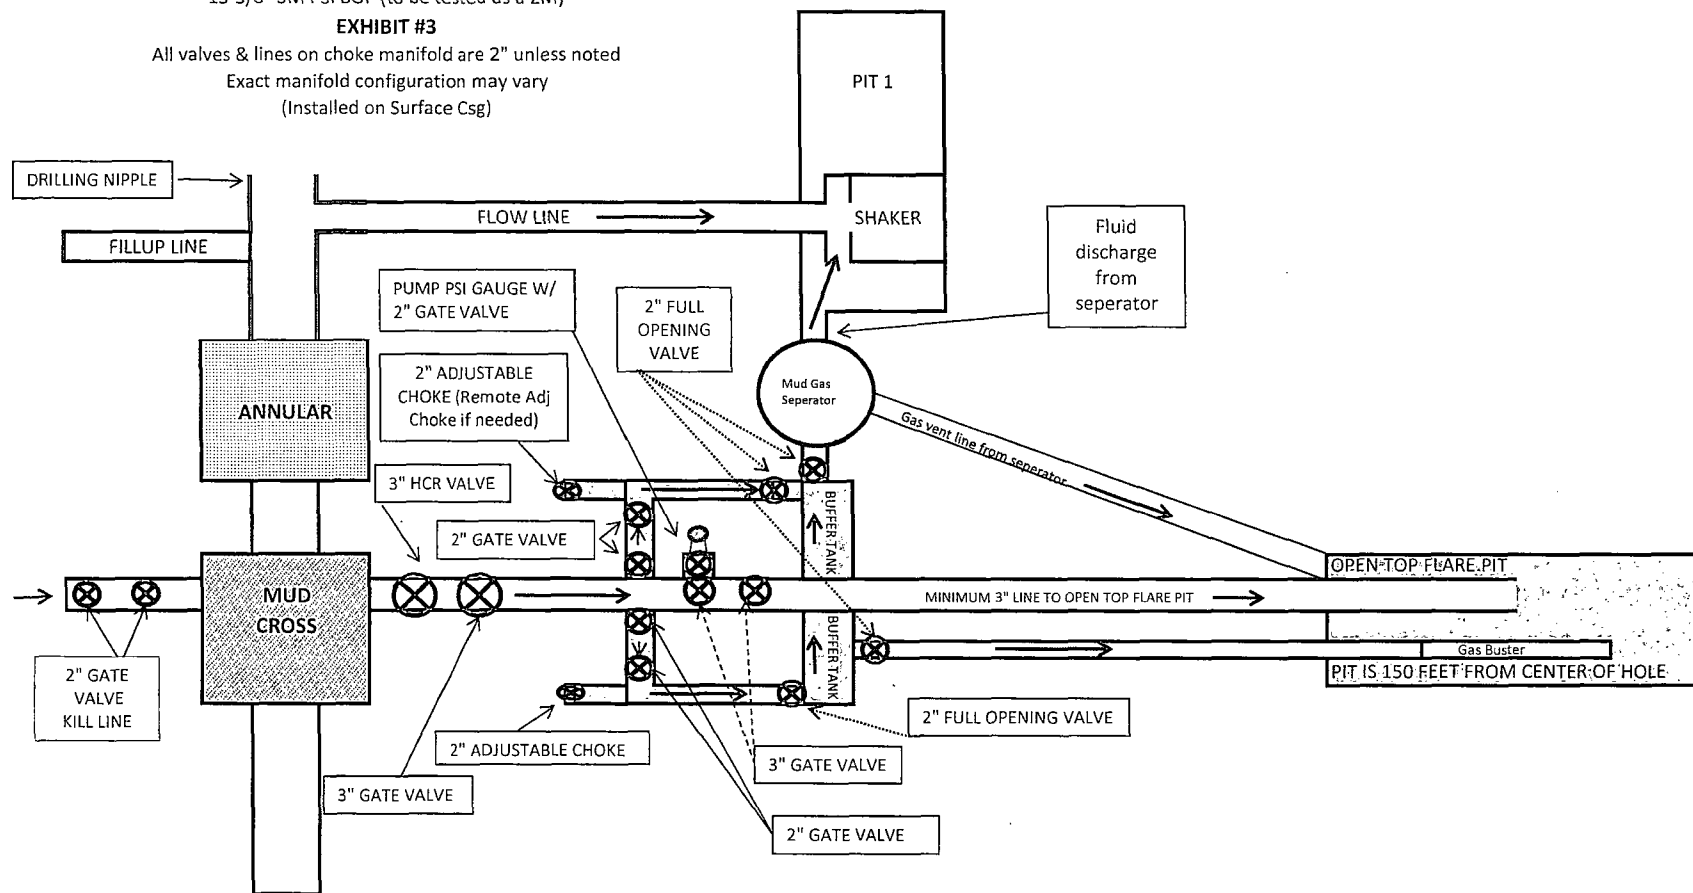 EXHIBIT #3
All valves & lines on choke manifold are 2" unless noted
Exact manifold configuration may vary
(Installed on Surface Csg)
PIT 1
DRILLING NIPPLE
FLOW LINE
SHAKER
FILLUP LINE
Fluid
discharge
from
seperator
PUMP PSI GAUGE W/
2" GATE VALVE
2" FULL
OPENING
VALVE
2" ADJUSTABLE
CHOKE (Remote Adj
Choke if needed)
Mud Gas
Seperator
ANNULAR
Gas vent line from seperator
3" HCR VALVE
2" GATE VALVE
BUFFER TANK
OPEN TOP FLARE PIT
MUD
CROSS
MINIMUM 3" LINE TO OPEN TOP FLARE PIT
BUFFER TANK
Gas Buster
PIT IS 150 FEET FROM CENTER OF HOLE
2" GATE
VALVE
KILL LINE
2" FULL OPENING VALVE
2" ADJUSTABLE CHOKE
3" GATE VALVE
3" GATE VALVE
2" GATE VALVE